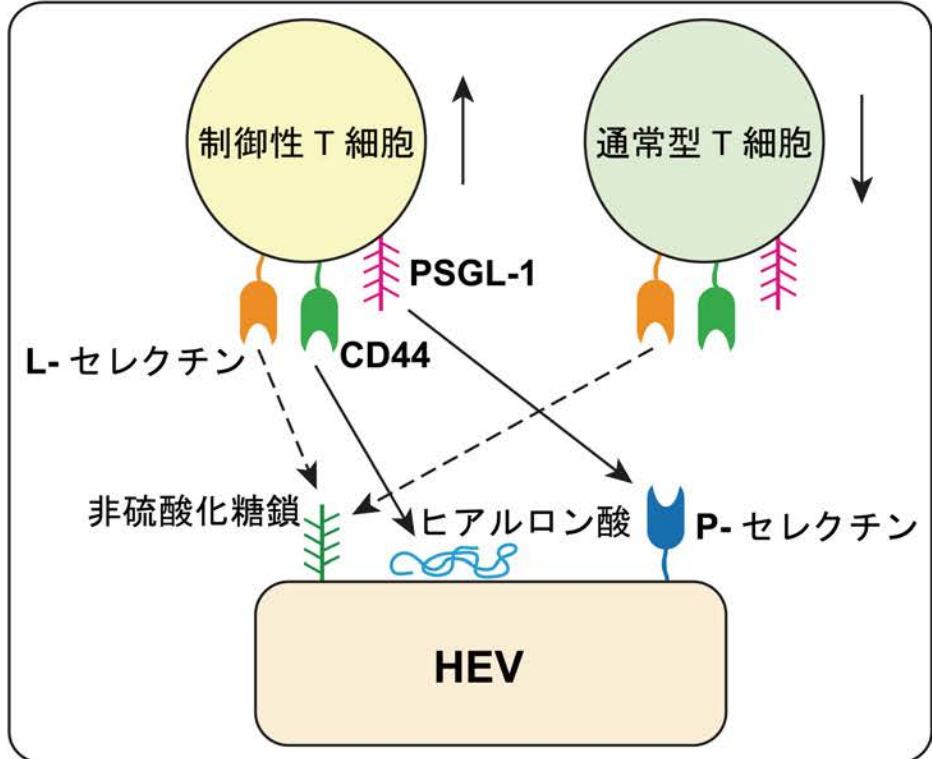 制御性 T 細胞
通常型 T 細胞
PSGL-1
L- セレクチン
CD44
非硫酸化糖鎖
ヒアルロン酸
P- セレクチン
HEV